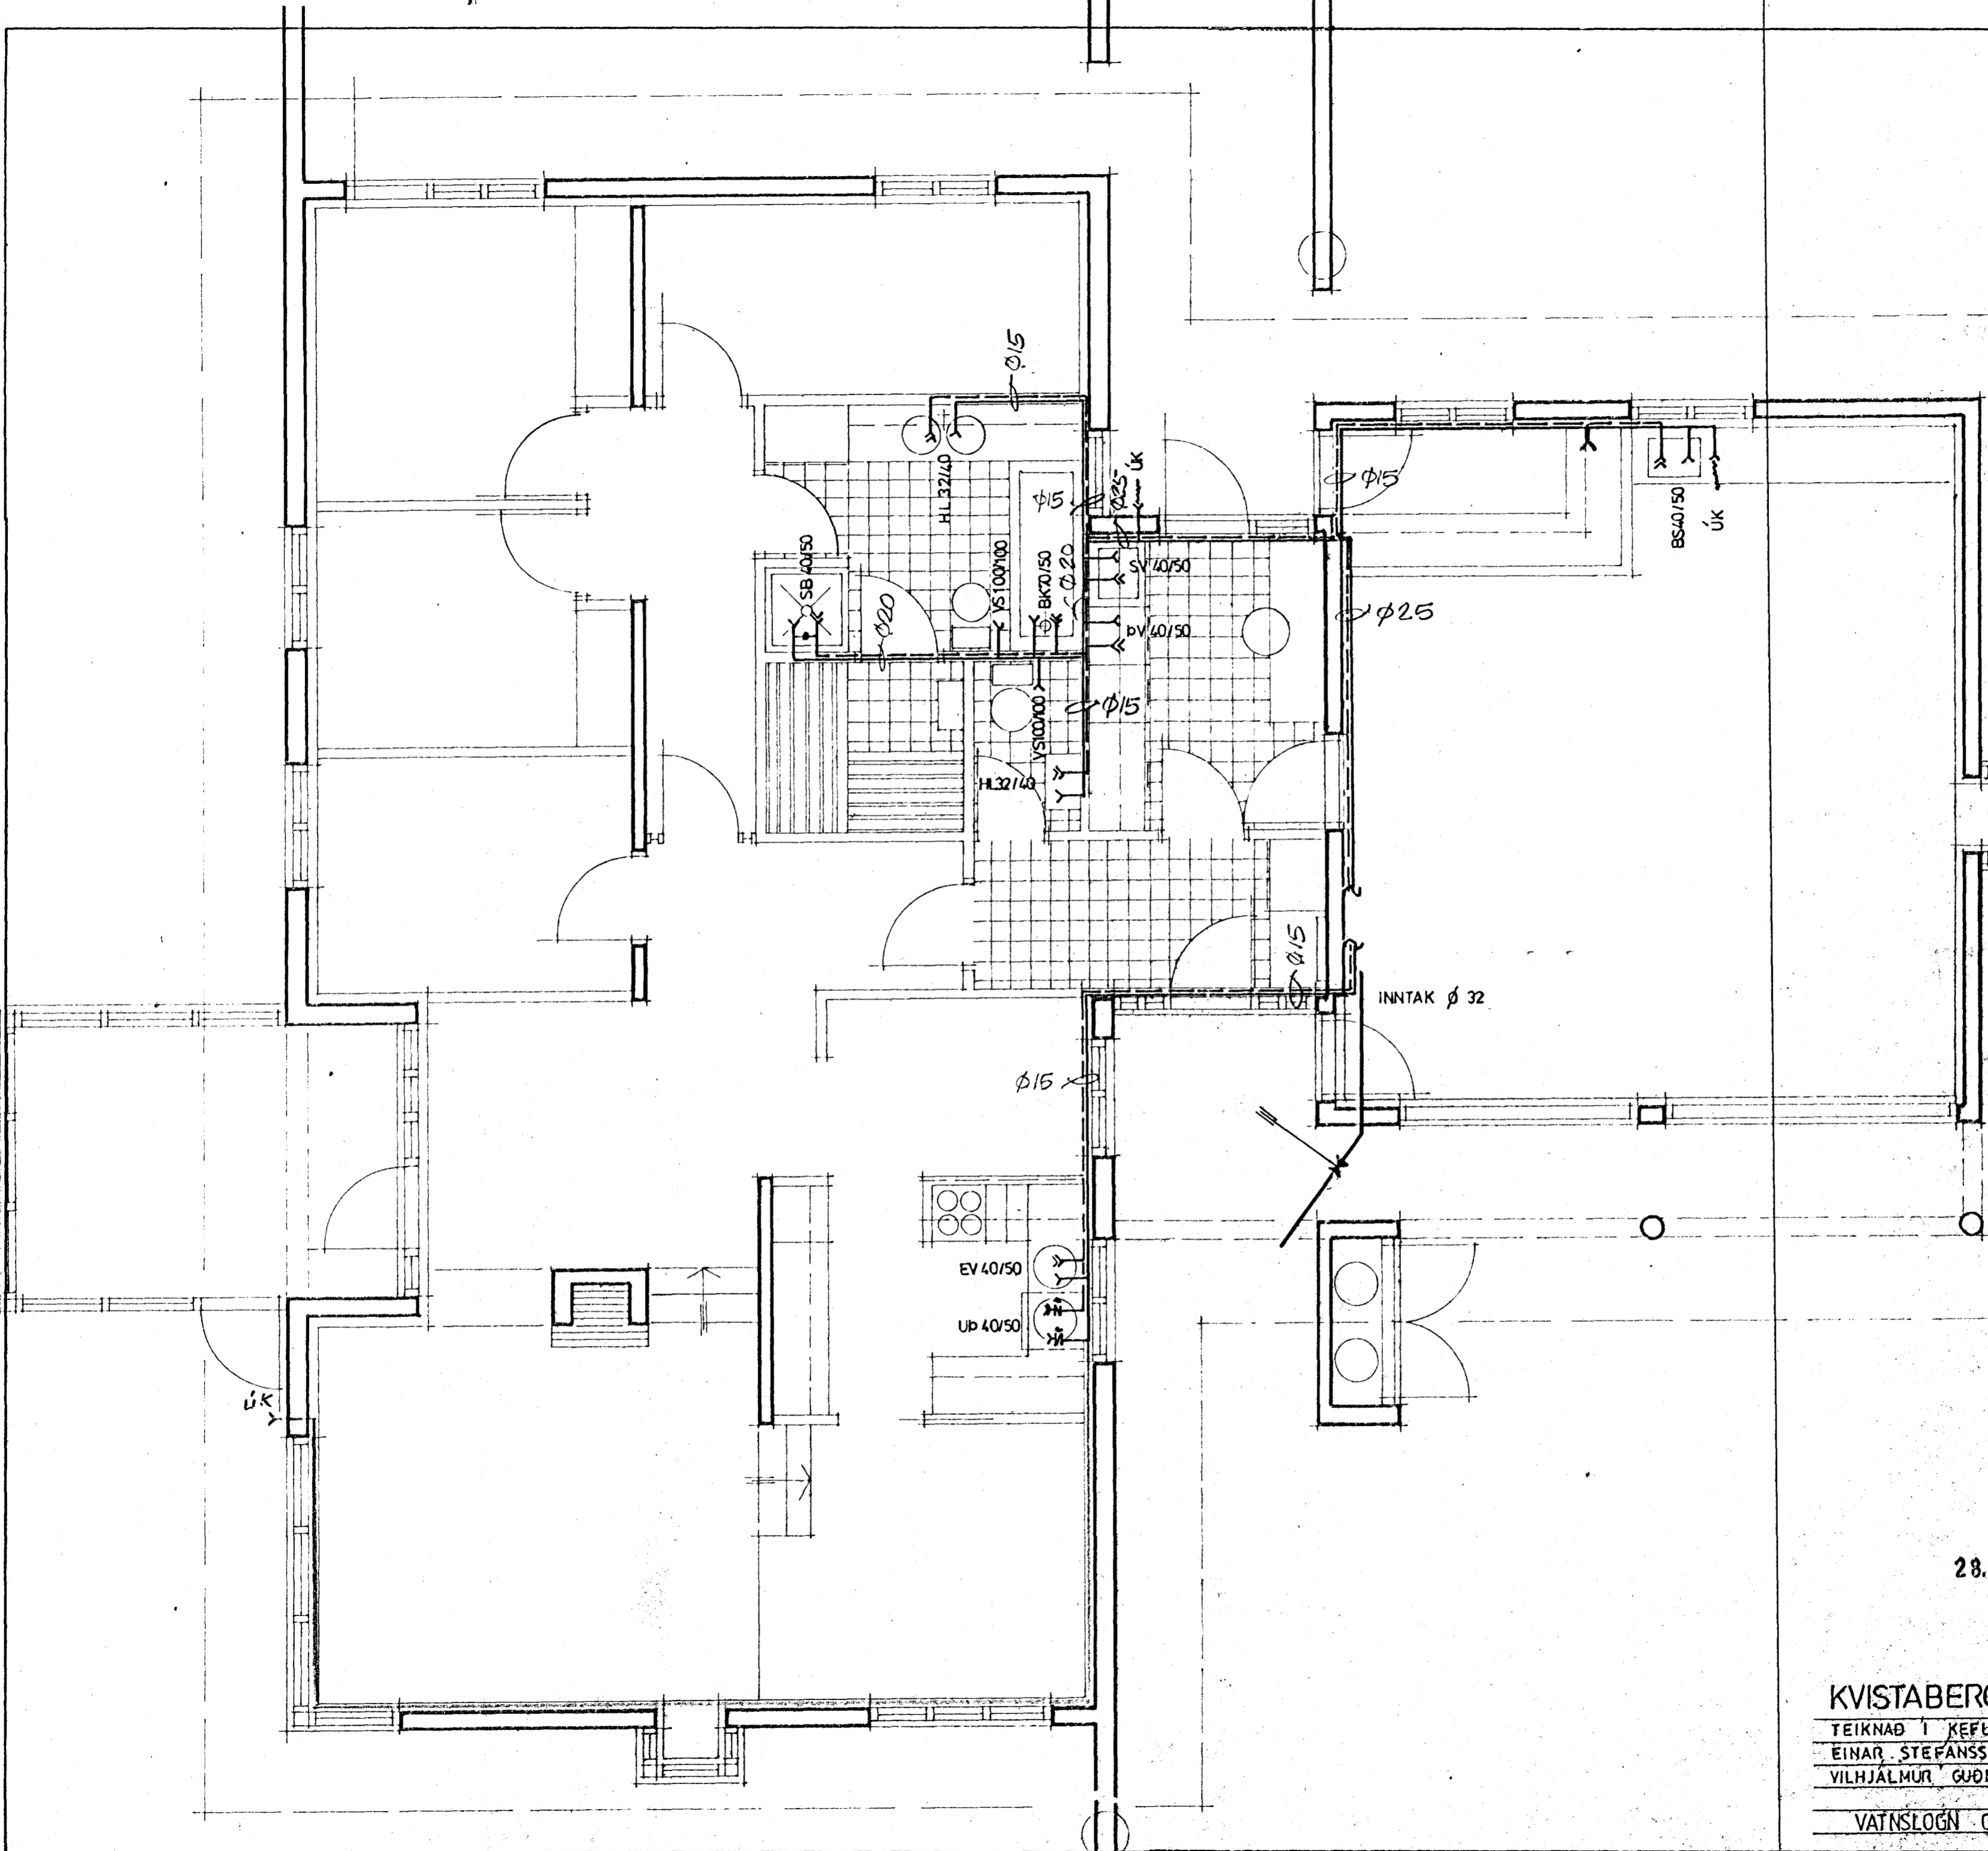 Ø15
HL 32/40
Ø15
Ø25
ÚK
Ø15
BS40/50
ÚK
SB 40/50
Ø20
VS100/100
BK70/50
Ø20
SV 40/50
ÞV 40/50
Ø25
VS100/100
Ø15
HL32/40
Ø15
INNTAK Ø 32
Ø15
EV 40/50
UÞ 40/50
ÚK
28.
KVISTABERG
TEIKNAÐ Í KEFL
EINAR STEFÁNSS
VILHJÁLMUR GUÐ
VATNSLÖGN